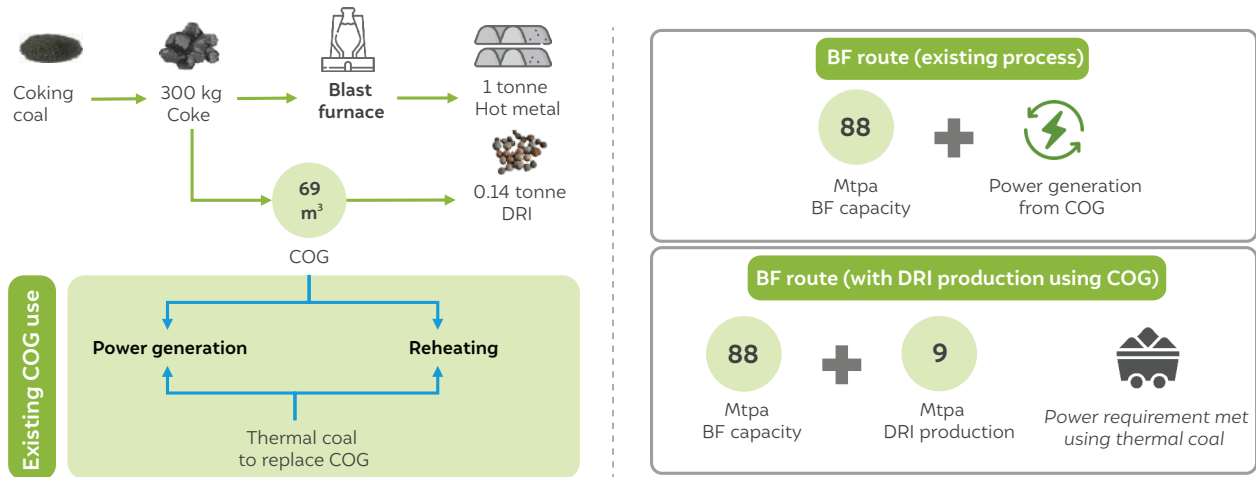 Coking
coal
300 kg
Coke
Blast
furnace
1 tonne
Hot metal
69
m³
COG
0.14 tonne
DRI
Existing COG use
Power generation
Reheating
Thermal coal
to replace COG
BF route (existing process)
88
Mtpa
BF capacity
Power generation
from COG
BF route (with DRI production using COG)
88
Mtpa
BF capacity
9
Mtpa
DRI production
Power requirement met
using thermal coal